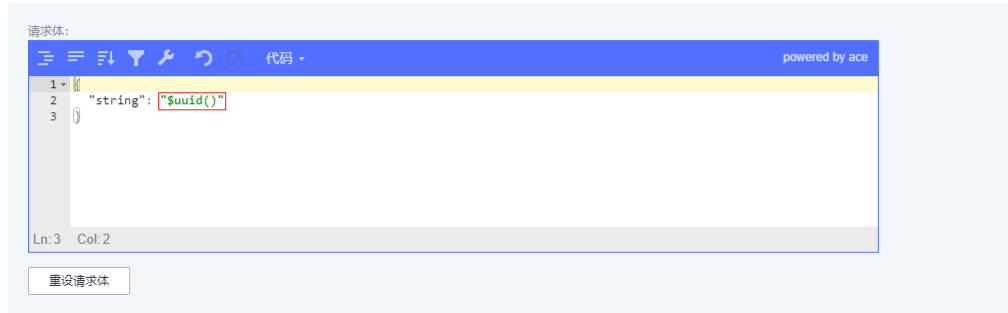 请求体:
代码
powered by ace
1 {
2 "string": "$uuid()"
3 }
Ln: 3 Col: 2
重设请求体